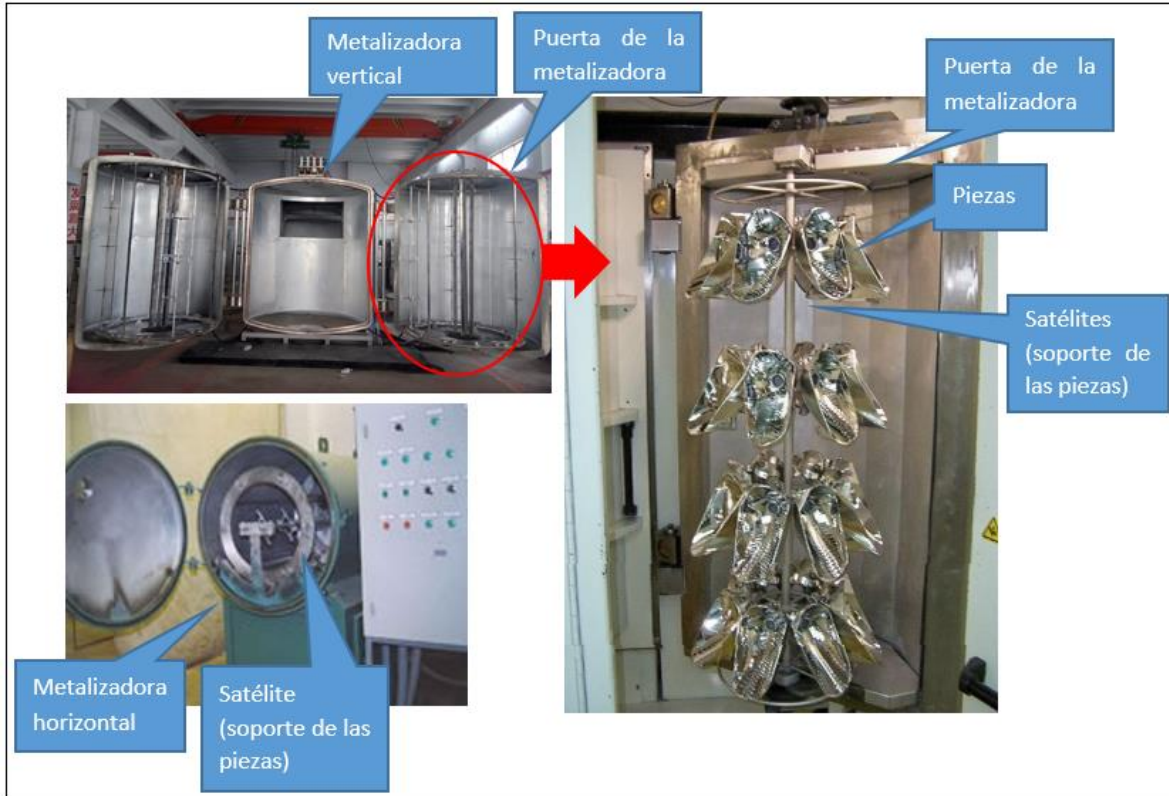 Metalizadora
vertical
Puerta de la
metalizadora
Puerta de la
metalizadora
Piezas
Satélites
(soporte de
las piezas)
Metalizadora
horizontal
Satélite
(soporte de las
piezas)